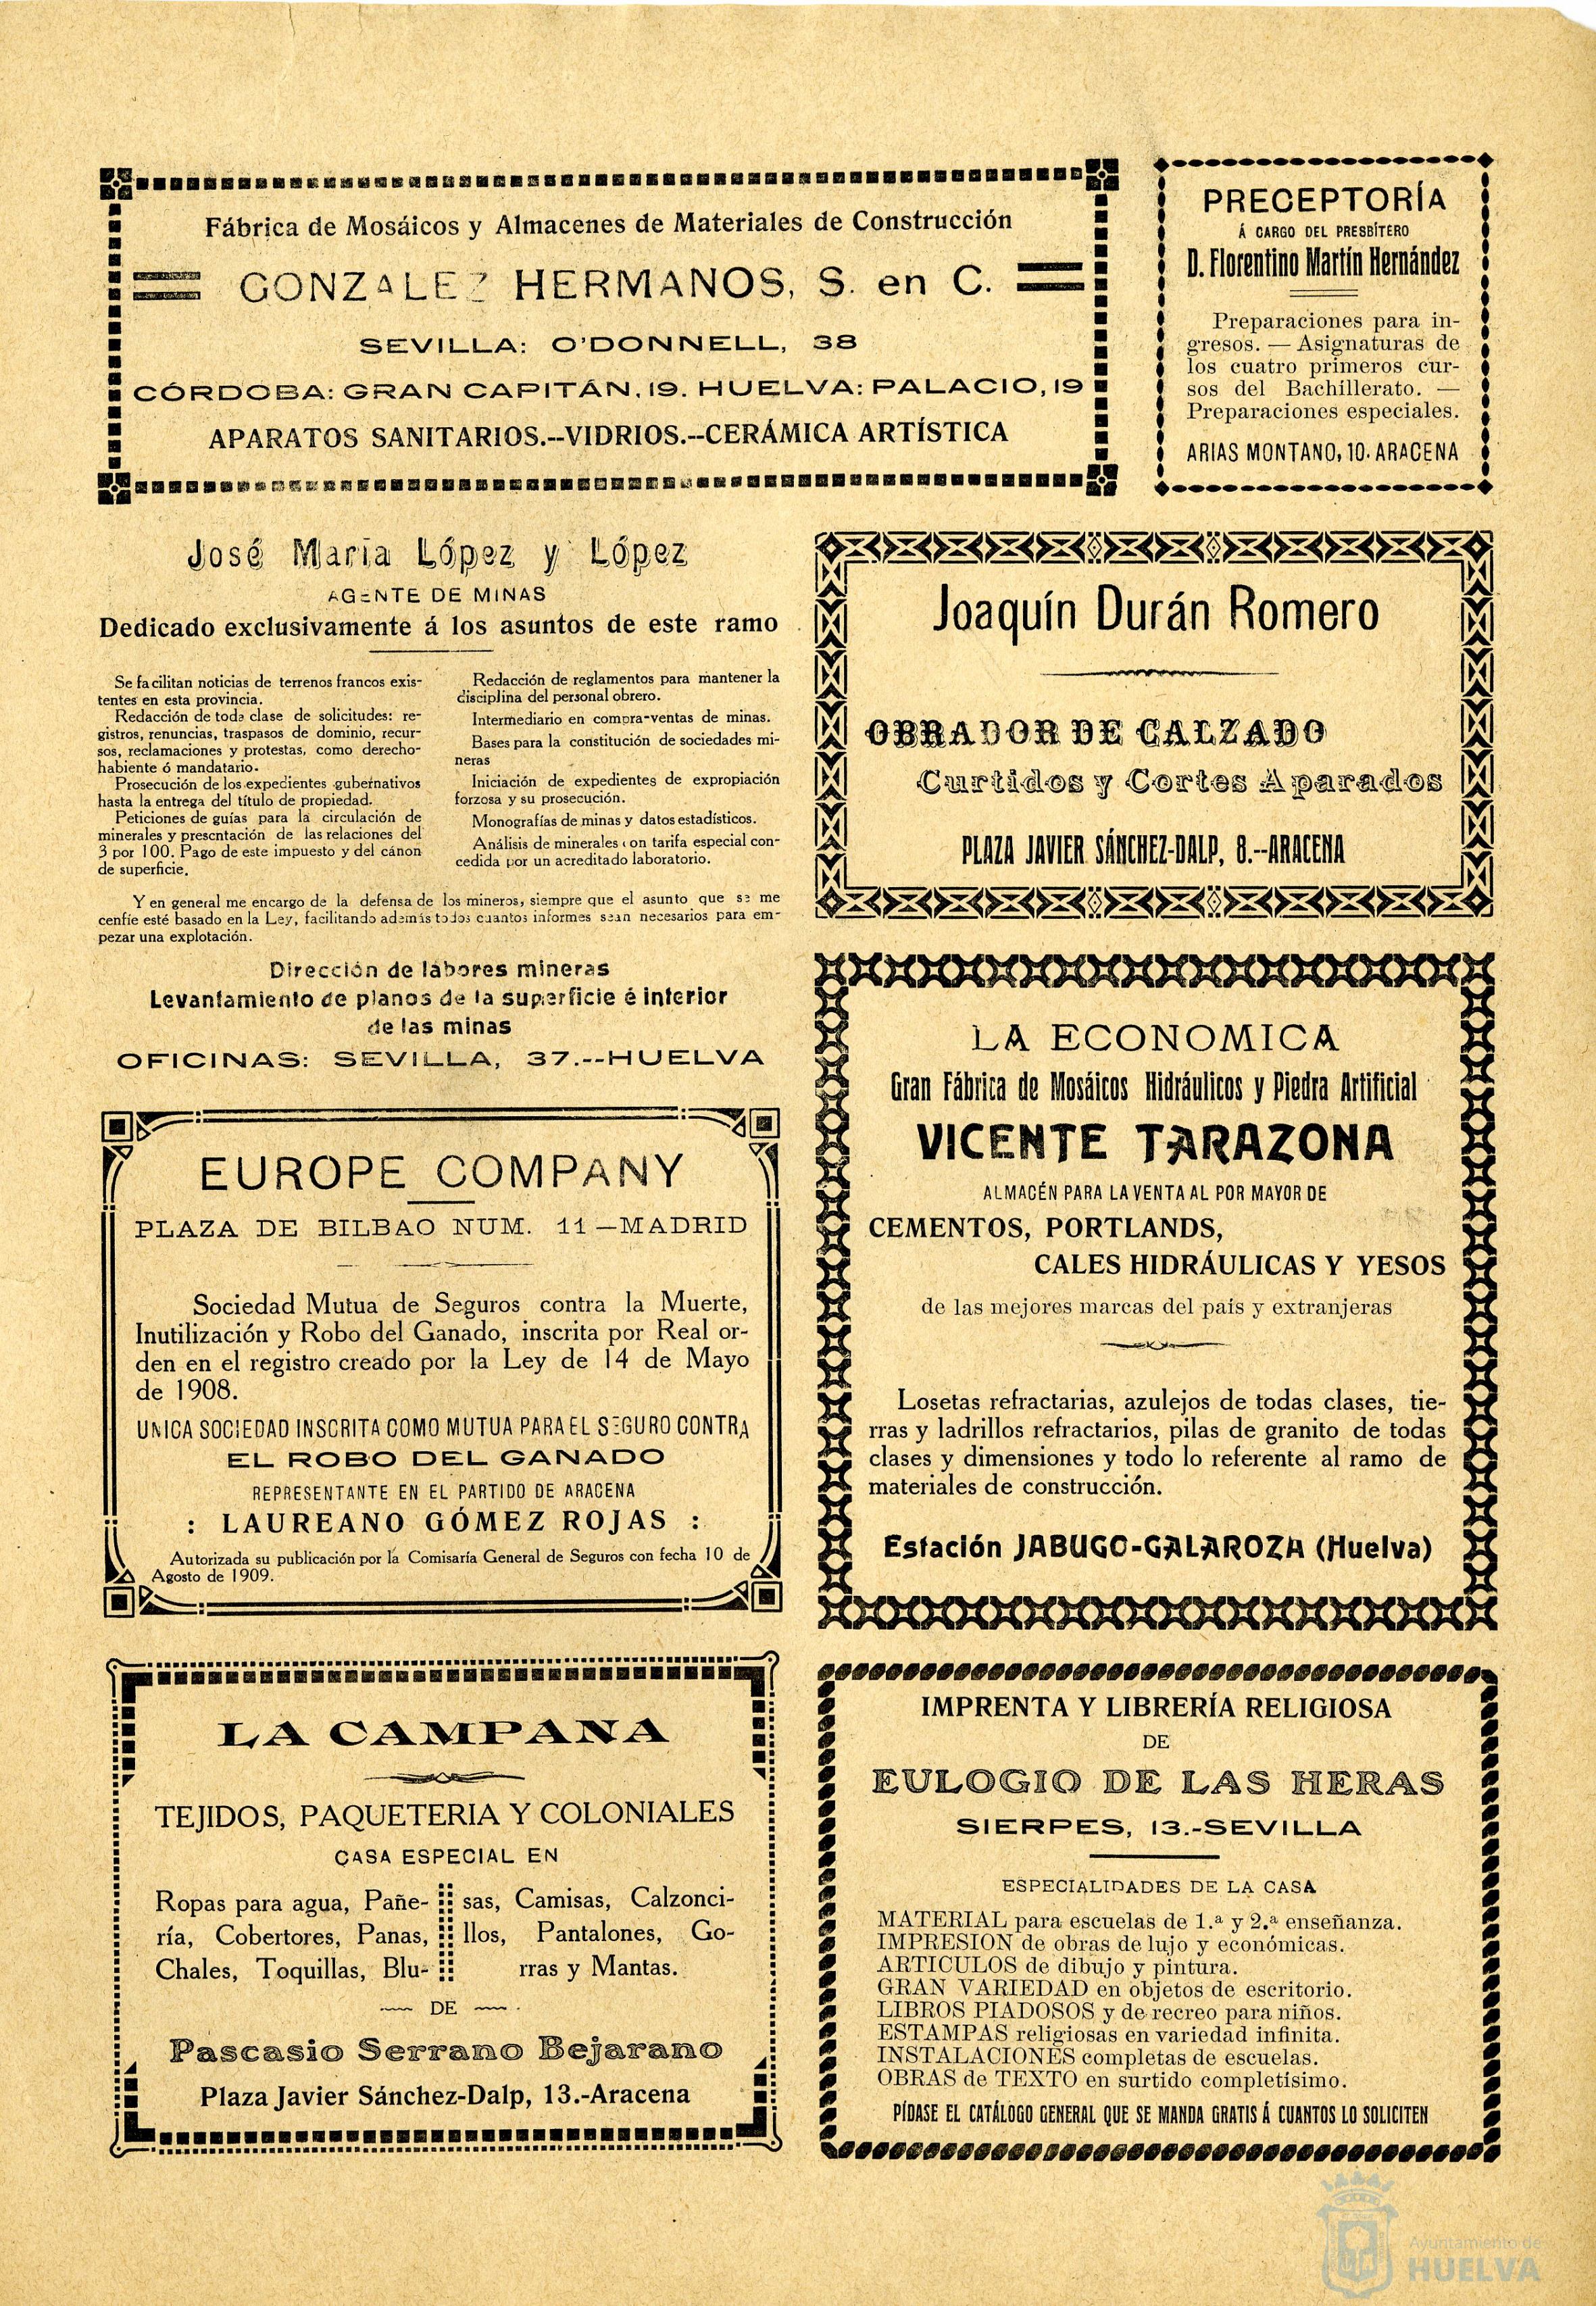 Fábrica de Mosáicos y Almacenes de Materiales de Construcción
GONZALEZ HERMANOS, S. en C.
SEVILLA: O'DONNELL, 38
CÓRDOBA: GRAN CAPITÁN, 19. HUELVA: PALACIO, 19
APARATOS SANITARIOS.--VIDRIOS.--CERÁMICA ARTÍSTICA
PRECEPTORÍA
Á CARGO DEL PRESBÍTERO
D. Florentino Martín Hernández
Preparaciones para in-
gresos. — Asignaturas de
los cuatro primeros cur-
sos del Bachillerato. —
Preparaciones especiales.
ARIAS MONTANO, 10. ARACENA
José María López y López
AGENTE DE MINAS
Dedicado exclusivamente á los asuntos de este ramo
Se facilitan noticias de terrenos francos exis-
tentes en esta provincia.
Redacción de toda clase de solicitudes: re-
gistros, renuncias, traspasos de dominio, recur-
sos, reclamaciones y protestas, como derecho-
habiente ó mandatario.
Prosecución de los expedientes gubernativos
hasta la entrega del título de propiedad.
Peticiones de guías para la circulación de
minerales y presentación de las relaciones del
3 por 100. Pago de este impuesto y del cánon
de superficie.
Redacción de reglamentos para mantener la
disciplina del personal obrero.
Intermediario en compra-ventas de minas.
Bases para la constitución de sociedades mi-
neras
Iniciación de expedientes de expropiación
forzosa y su prosecución.
Monografías de minas y datos estadísticos.
Análisis de minerales con tarifa especial con-
cedida por un acreditado laboratorio.
Y en general me encargo de la defensa de los mineros, siempre que el asunto que se me
cenfíe esté basado en la Ley, facilitando además todos cuantos informes sean necesarios para em-
pezar una explotación.
Dirección de labores mineras
Levantamiento de planos de la superficie é interior
de las minas
OFICINAS: SEVILLA, 37.--HUELVA
Joaquín Durán Romero
OBRADOR DE CALZADO
Curtidos y Cortes Aparados
PLAZA JAVIER SÁNCHEZ-DALP, 8.--ARACENA
LA ECONOMICA
Gran Fábrica de Mosáicos Hidráulicos y Piedra Artificial
VICENTE TARAZONA
ALMACÉN PARA LA VENTA AL POR MAYOR DE
CEMENTOS, PORTLANDS,
CALES HIDRÁULICAS Y YESOS
de las mejores marcas del país y extranjeras
Losetas refractarias, azulejos de todas clases, tie-
rras y ladrillos refractarios, pilas de granito de todas
clases y dimensiones y todo lo referente al ramo de
materiales de construcción.
Estación JABUGO-GALAROZA (Huelva)
EUROPE COMPANY
PLAZA DE BILBAO NUM. 11—MADRID
Sociedad Mutua de Seguros contra la Muerte,
Inutilización y Robo del Ganado, inscrita por Real or-
den en el registro creado por la Ley de 14 de Mayo
de 1908.
UNICA SOCIEDAD INSCRITA COMO MUTUA PARA EL SEGURO CONTRA
EL ROBO DEL GANADO
REPRESENTANTE EN EL PARTIDO DE ARACENA
: LAUREANO GÓMEZ ROJAS :
Autorizada su publicación por la Comisaría General de Seguros con fecha 10 de
Agosto de 1909.
LA CAMPANA
TEJIDOS, PAQUETERIA Y COLONIALES
CASA ESPECIAL EN
Ropas para agua, Pañe-
ría, Cobertores, Panas,
Chales, Toquillas, Blu-
sas, Camisas, Calzonci-
llos, Pantalones, Go-
rras y Mantas.
DE
Pascasio Serrano Bejarano
Plaza Javier Sánchez-Dalp, 13.-Aracena
IMPRENTA Y LIBRERÍA RELIGIOSA
DE
EULOGIO DE LAS HERAS
SIERPES, 13.-SEVILLA
ESPECIALIDADES DE LA CASA
MATERIAL para escuelas de 1.ª y 2.ª enseñanza.
IMPRESION de obras de lujo y económicas.
ARTICULOS de dibujo y pintura.
GRAN VARIEDAD en objetos de escritorio.
LIBROS PIADOSOS y de recreo para niños.
ESTAMPAS religiosas en variedad infinita.
INSTALACIONES completas de escuelas.
OBRAS de TEXTO en surtido completísimo.
PÍDASE EL CATÁLOGO GENERAL QUE SE MANDA GRATIS Á CUANTOS LO SOLICITEN
Ayuntamiento de
HUELVA